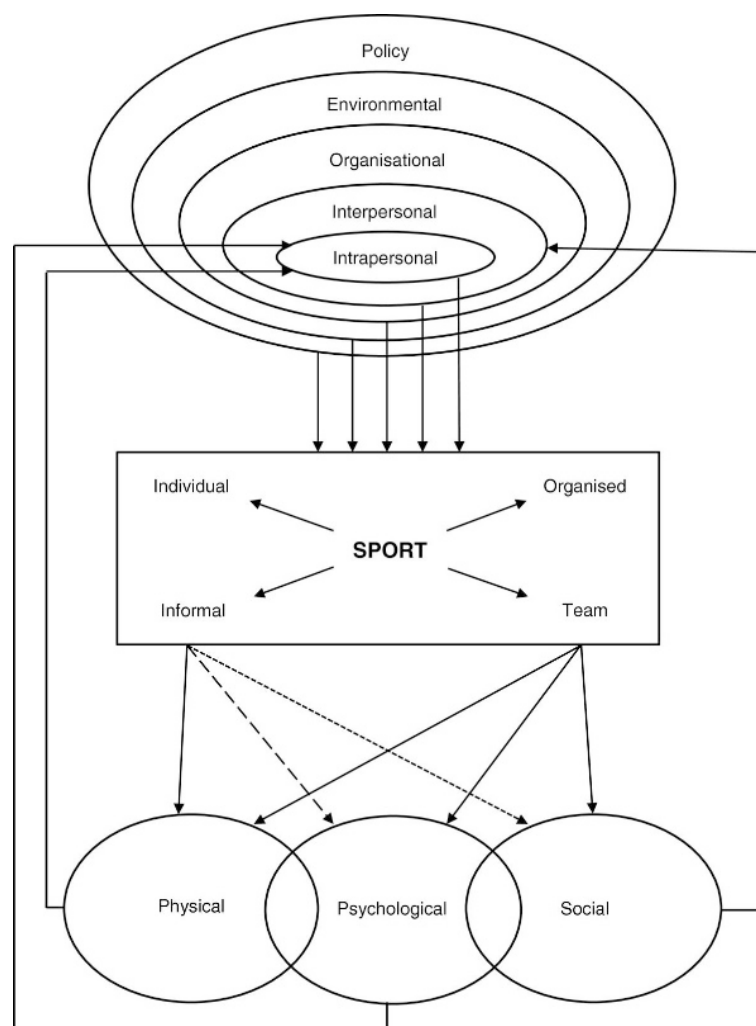 Policy
Environmental
Organisational
Interpersonal
Intrapersonal
Individual
Organised
SPORT
Informal
Team
Physical
Psychological
Social